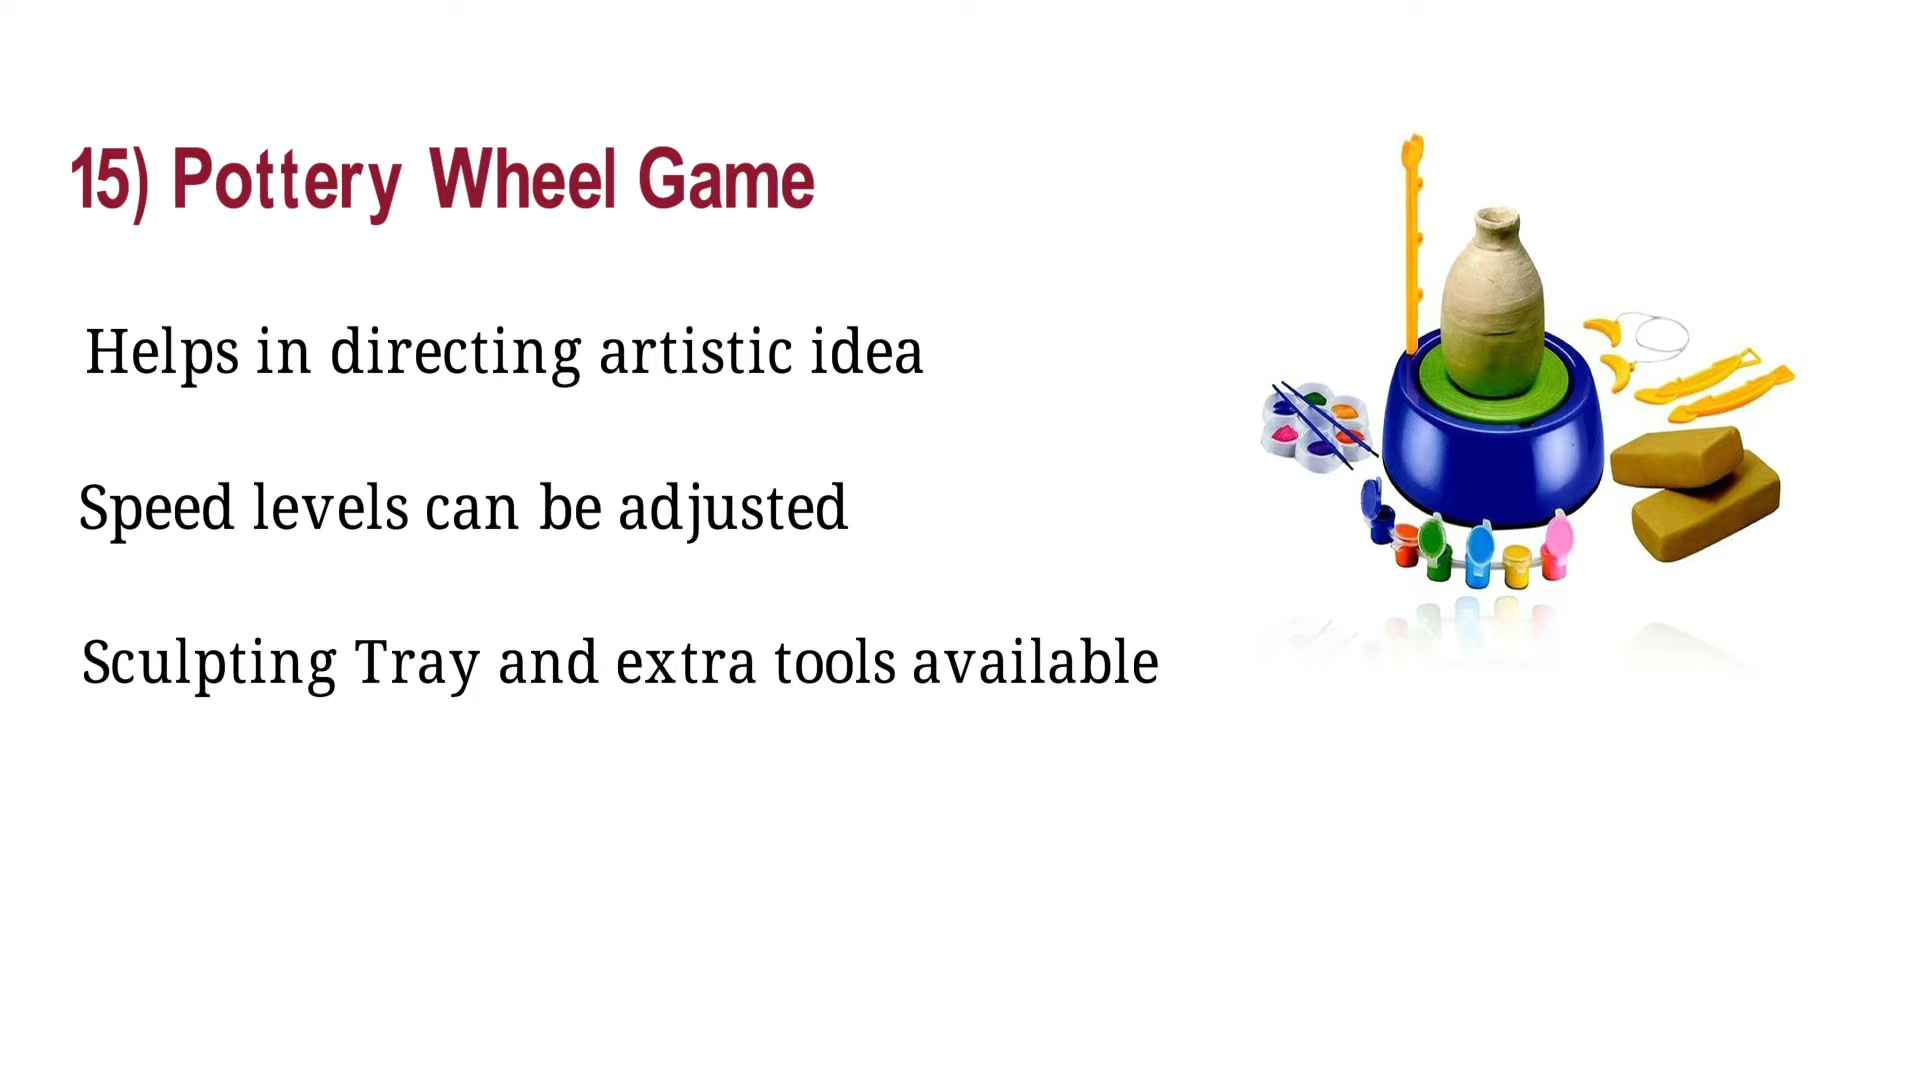 15) Pottery Wheel Game
Helps in directing artistic idea
Speed levels can be adjusted
Sculpting Tray and extra tools available